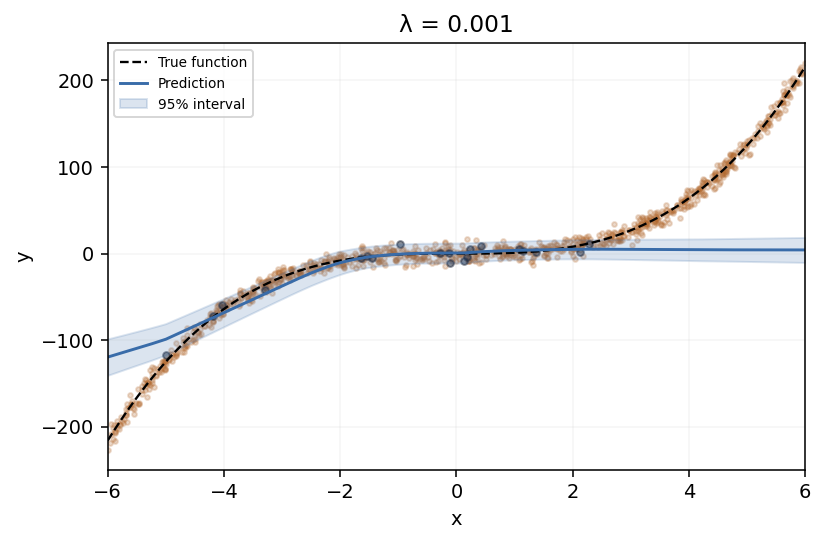 λ = 0.001
True function
Prediction
95% interval
200
100
0
−100
−200
y
−6 −4 −2 0 2 4 6
x